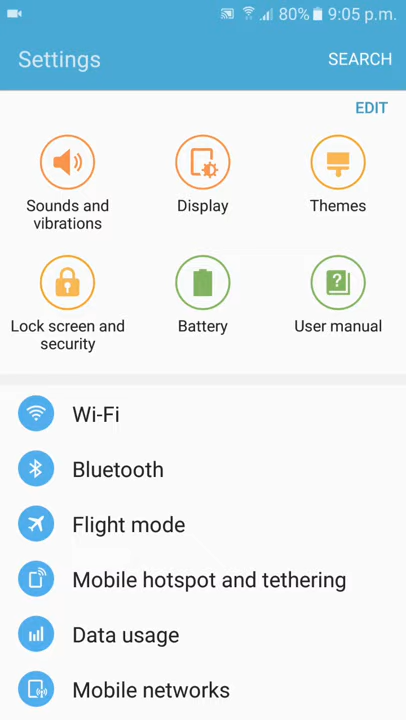 80% 9:05 p.m.
Settings SEARCH
EDIT
Sounds and
vibrations
Display
Themes
Lock screen and
security
Battery
User manual
Wi-Fi
Bluetooth
Flight mode
Mobile hotspot and tethering
Data usage
Mobile networks